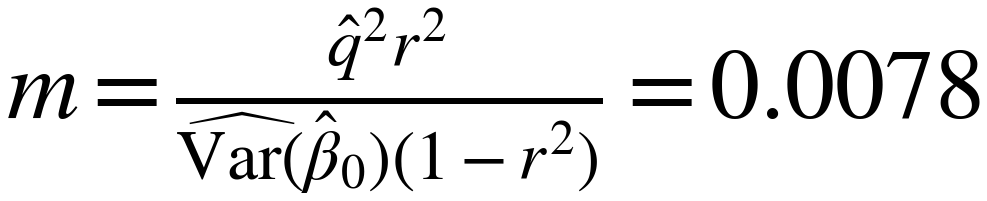 $m = \frac{\hat{q}^2 r^2}{\widehat{\mathrm{Var}}(\hat{\beta}_0)(1 - r^2)} = 0.0078$